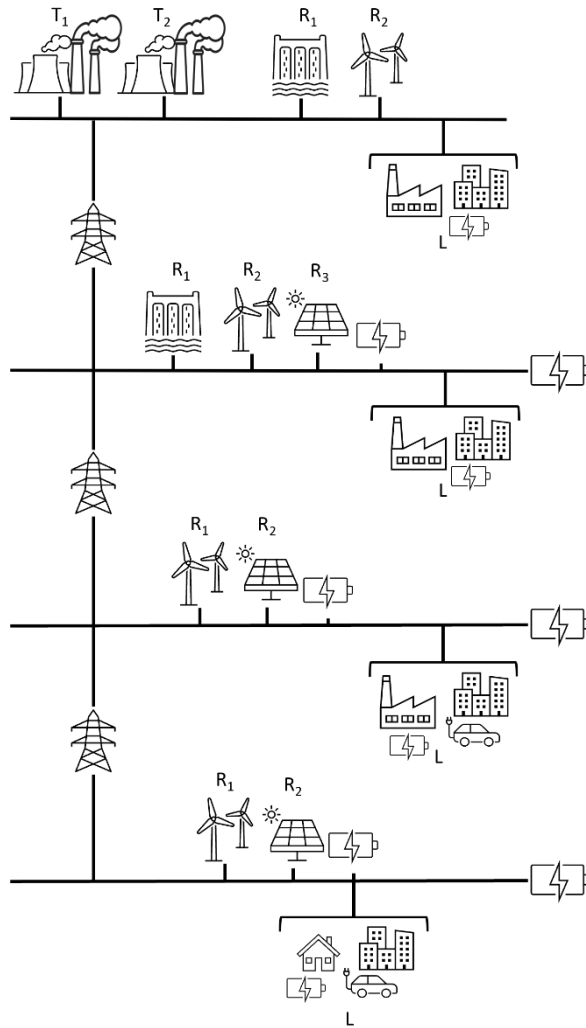 T₁ T₂ R₁ R₂
L
R₁ R₂ R₃
L
R₁ R₂
L
R₁ R₂
L